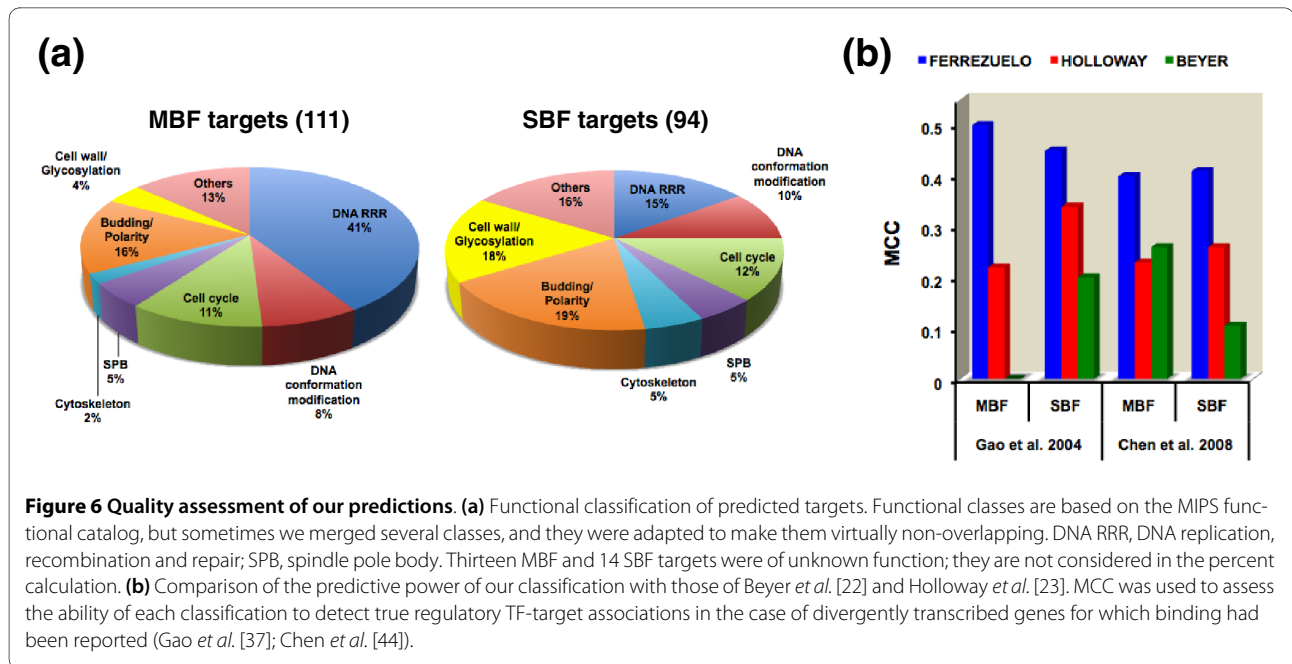 (a)
MBF targets (111)
Cell wall/
Glycosylation
4%
Others
13%
DNA RRR
41%
Budding/
Polarity
16%
Cell cycle
11%
SPB
5%
Cytoskeleton
2%
DNA
conformation
modification
8%
SBF targets (94)
DNA
conformation
modification
10%
Others
16%
DNA RRR
15%
Cell wall/
Glycosylation
18%
Cell cycle
12%
Budding/
Polarity
19%
SPB
5%
Cytoskeleton
5%
(b)
FERREZUELO HOLLOWAY BEYER
MCC
0.5
0.4
0.3
0.2
0.1
0
MBF SBF MBF SBF
Gao et al. 2004 Chen et al. 2008
Figure 6 Quality assessment of our predictions. (a) Functional classification of predicted targets. Functional classes are based on the MIPS func-
tional catalog, but sometimes we merged several classes, and they were adapted to make them virtually non-overlapping. DNA RRR, DNA replication,
recombination and repair; SPB, spindle pole body. Thirteen MBF and 14 SBF targets were of unknown function; they are not considered in the percent
calculation. (b) Comparison of the predictive power of our classification with those of Beyer et al. [22] and Holloway et al. [23]. MCC was used to assess
the ability of each classification to detect true regulatory TF-target associations in the case of divergently transcribed genes for which binding had
been reported (Gao et al. [37]; Chen et al. [44]).